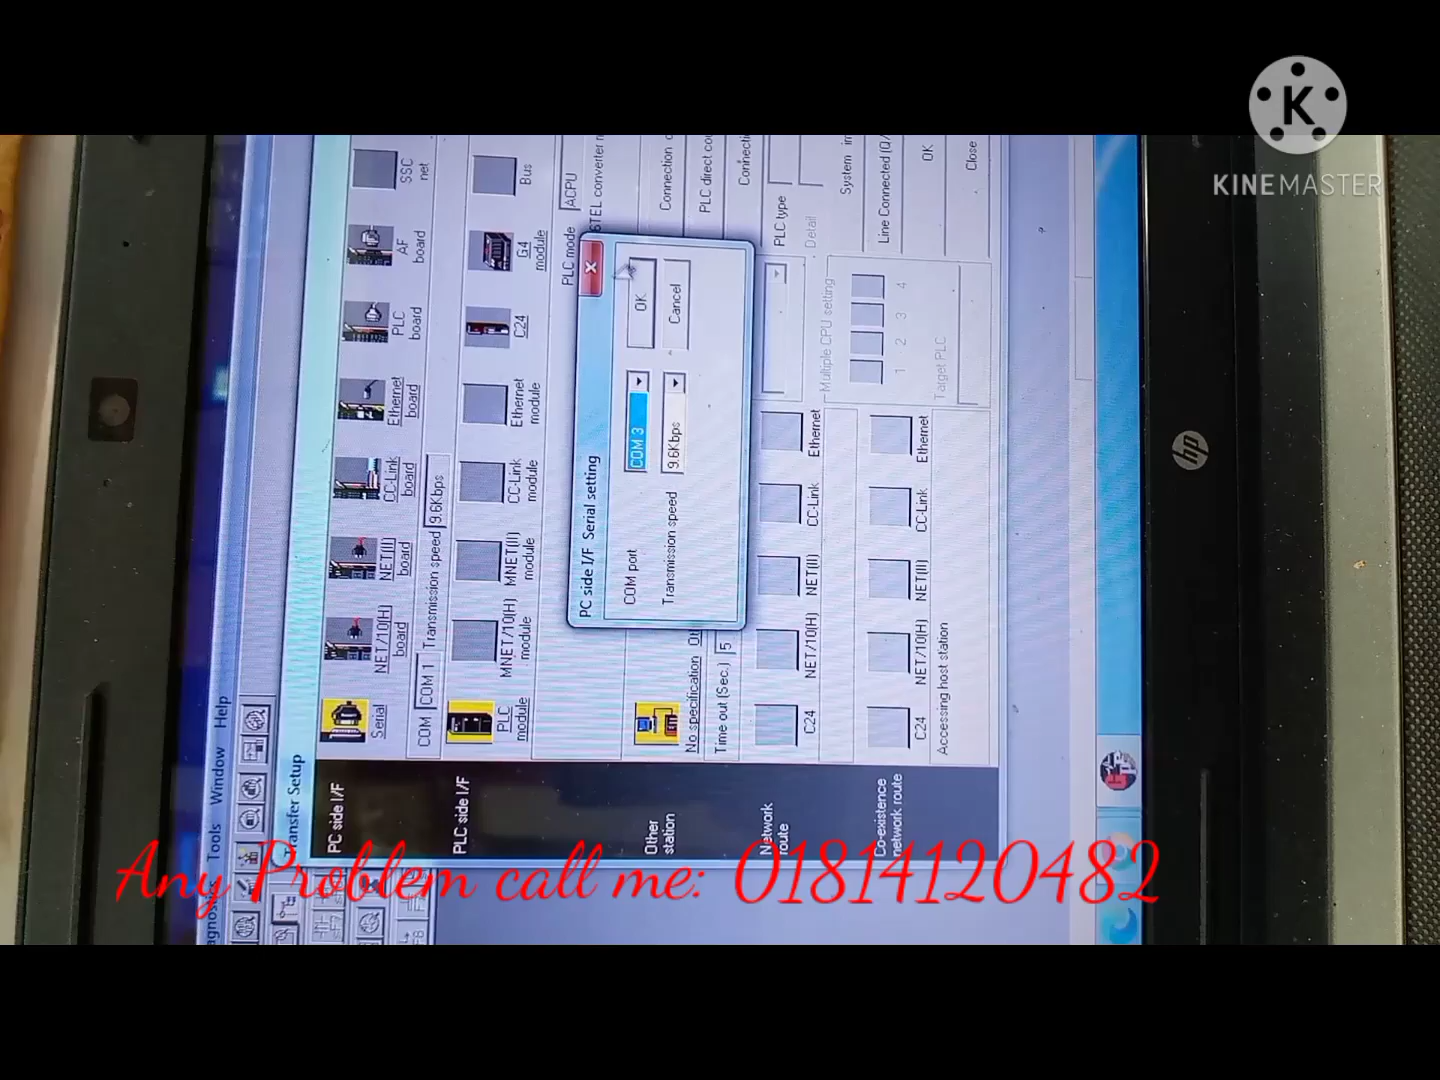 KINEMASTER
agnostics Tools Window Help
Transfer Setup
PC side I/F
Serial
NET/10(H) board
NET(II) board
CC-Link board
Ethernet board
PLC board
AF board
SSC net
COM COM 1 Transmission speed 9.6Kbps
PLC side I/F
PLC module
MNET/10(H) module
MNET(II) module
CC-Link module
Ethernet module
C24
G4 module
Bus
PLC mode ACPU
PC side I/F Serial setting
COM port COM 3
OK
Transmission speed 9.6Kbps
Cancel
Other station
No specification
Time out (Sec.) 5
Connection
PLC direct
PLC type
Detail
System
Line Connected (Q/
OK
Close
Network route
C24
NET/10(H)
NET(II)
CC-Link
Ethernet
Multiple CPU setting
1 2 3 4
Target PLC
Co-existence network route
C24
NET/10(H)
NET(II)
CC-Link
Ethernet
Accessing host station
hp
Any Problem call me: 01814120482